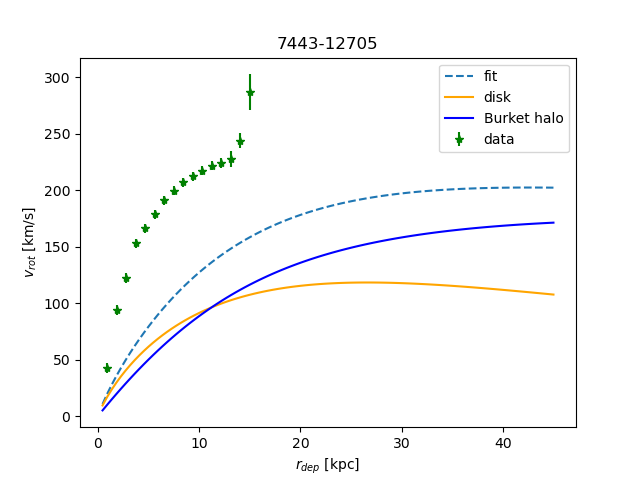 7443-12705
300
250
200
150
100
50
0
v_rot [km/s]
fit
disk
Burket halo
data
0 10 20 30 40
r_dep [kpc]